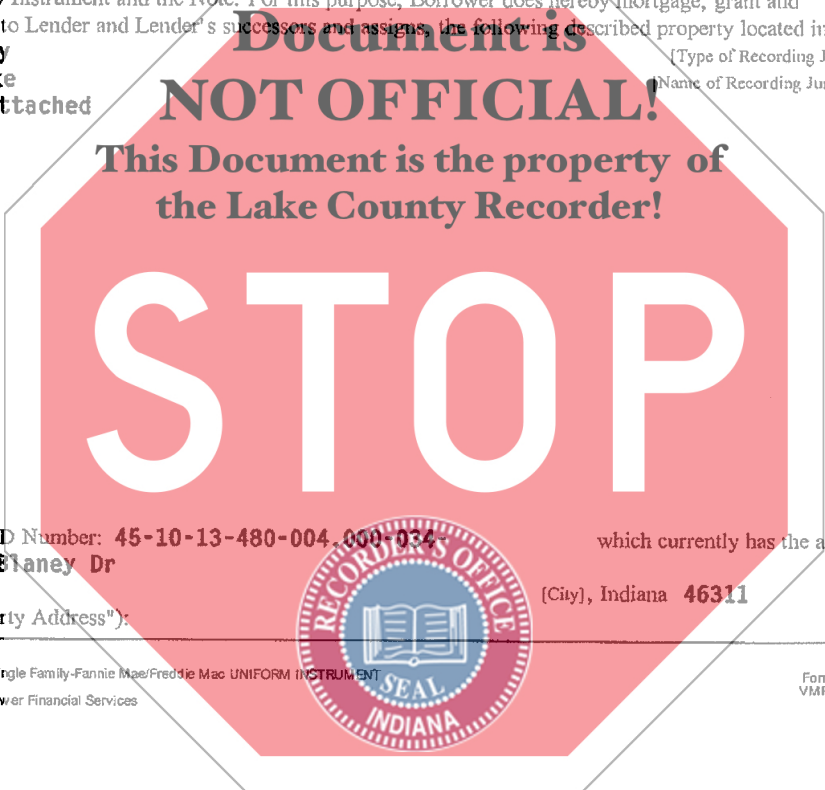 Instrument and the Note. For this purpose, Borrower does hereby mortgage, grant and
to Lender and Lender's successors and assigns, the following described property located in
Document is
[Type of Recording J
NOT OFFICIAL!
[Name of Recording Jur
ttached
This Document is the property of
the Lake County Recorder!
STOP
D Number: 45-10-13-480-004.000-034-
which currently has the a
Blaney Dr
[City], Indiana 46311
rty Address"):
ngle Family-Fannie Mae/Freddie Mac UNIFORM INSTRUMENT
wer Financial Services
VMP
RECORDER'S OFFICE
SEAL
INDIANA